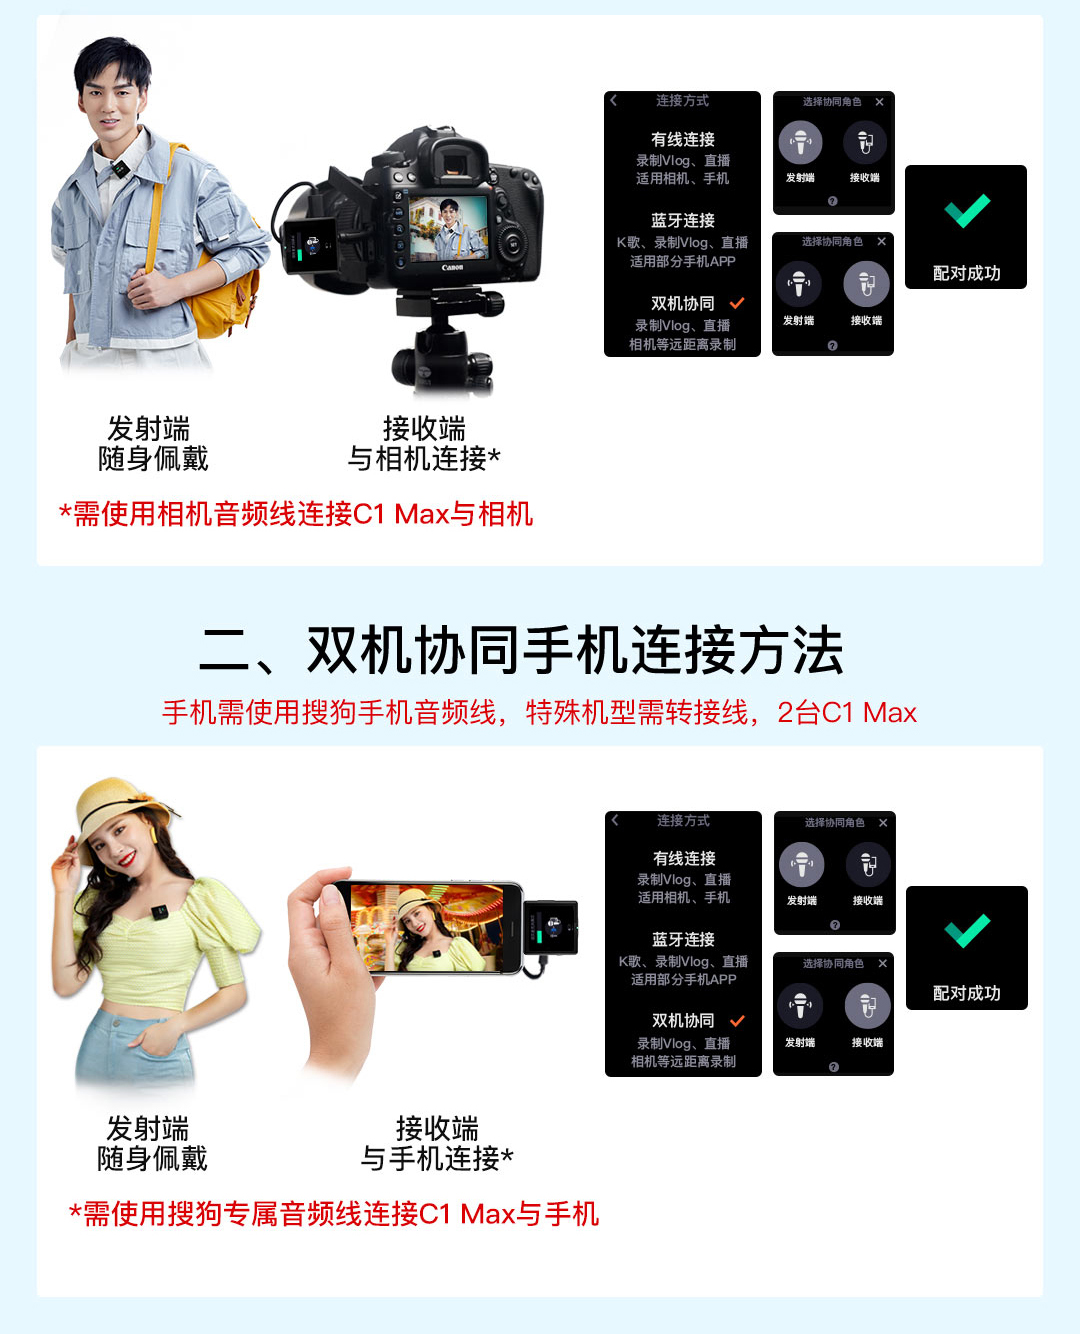 连接方式
有线连接
录制Vlog、直播
适用相机、手机
蓝牙连接
K歌、录制Vlog、直播
适用部分手机APP
双机协同
录制Vlog、直播
相机等远距离录制
选择协同角色
发射端 接收端
?
选择协同角色
发射端 接收端
?
配对成功
Canon
SET
发射端
随身佩戴
接收端
与相机连接*
*需使用相机音频线连接C1 Max与相机
二、双机协同手机连接方法
手机需使用搜狗手机音频线，特殊机型需转接线，2台C1 Max
连接方式
有线连接
录制Vlog、直播
适用相机、手机
蓝牙连接
K歌、录制Vlog、直播
适用部分手机APP
双机协同
录制Vlog、直播
相机等远距离录制
选择协同角色
发射端 接收端
?
选择协同角色
发射端 接收端
?
配对成功
发射端
随身佩戴
接收端
与手机连接*
*需使用搜狗专属音频线连接C1 Max与手机